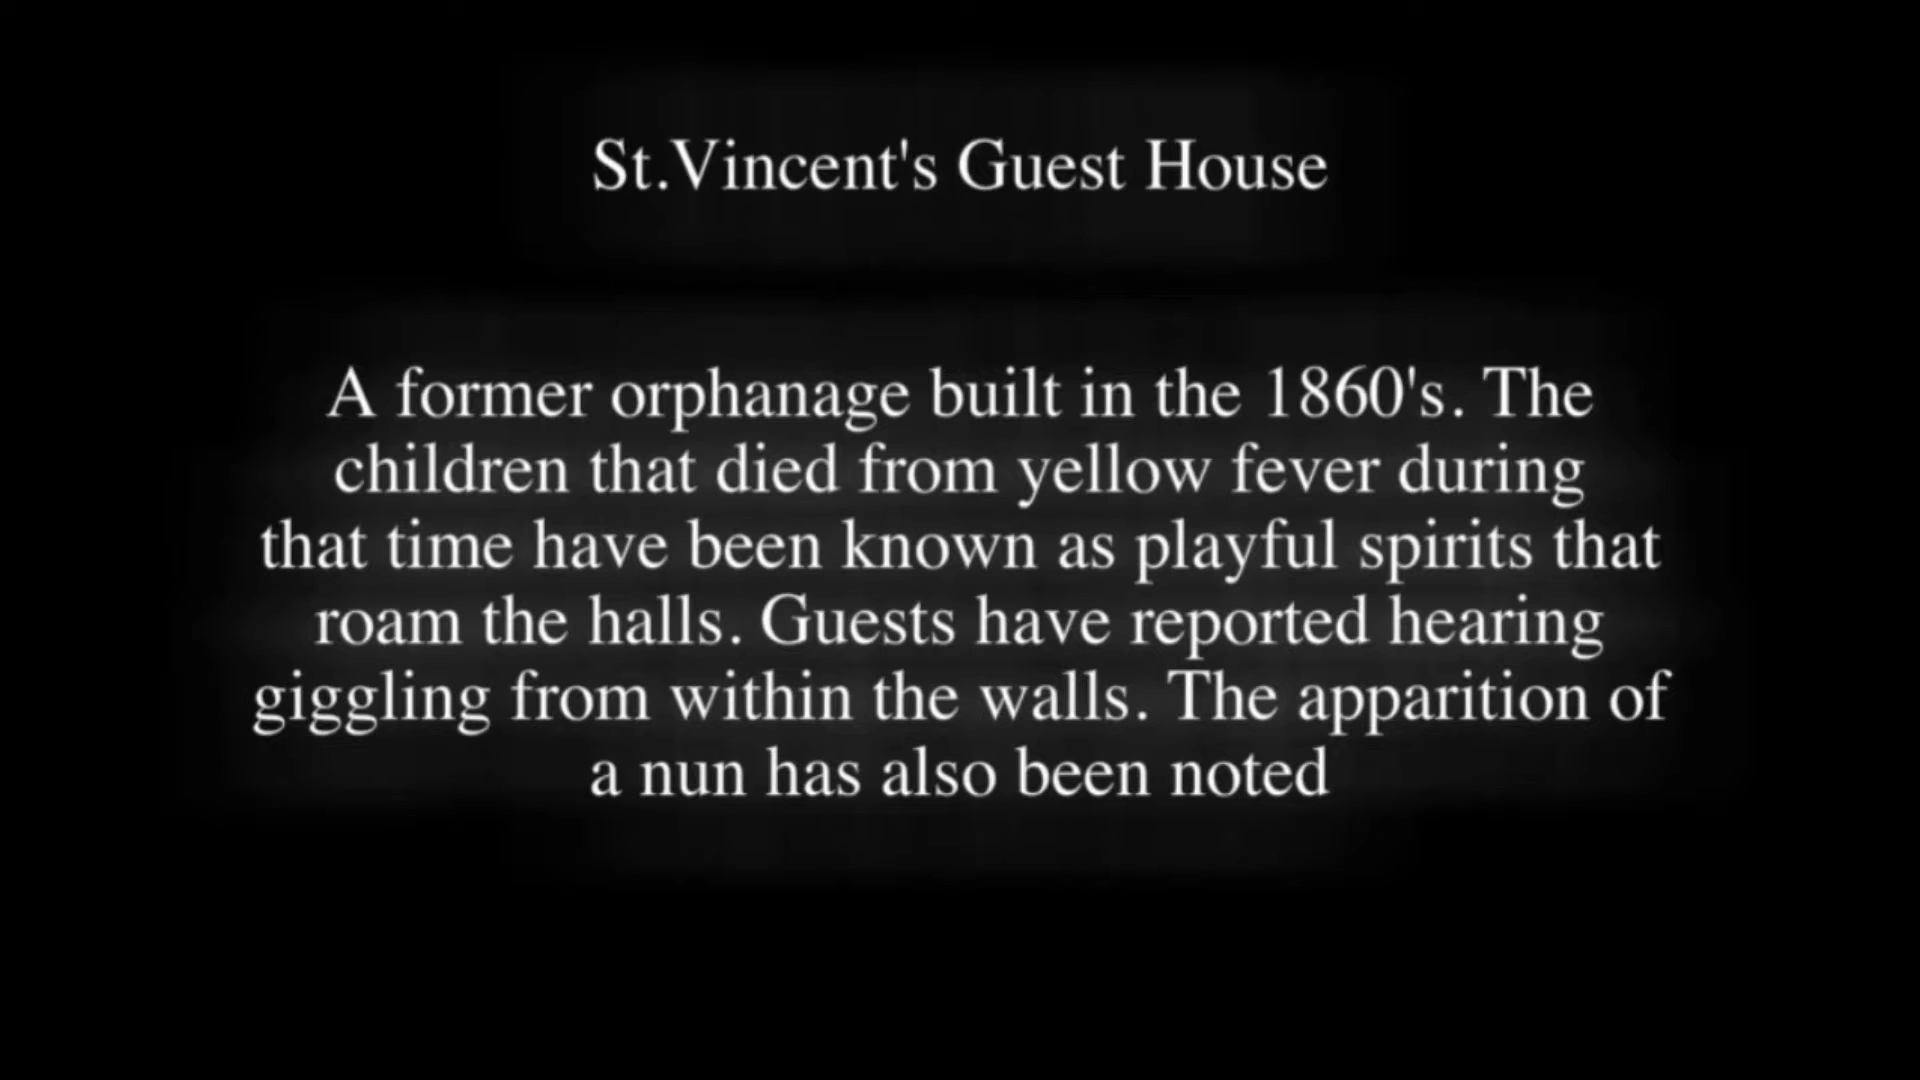 St.Vincent's Guest House
A former orphanage built in the 1860's. The
children that died from yellow fever during
that time have been known as playful spirits that
roam the halls. Guests have reported hearing
giggling from within the walls. The apparition of
a nun has also been noted